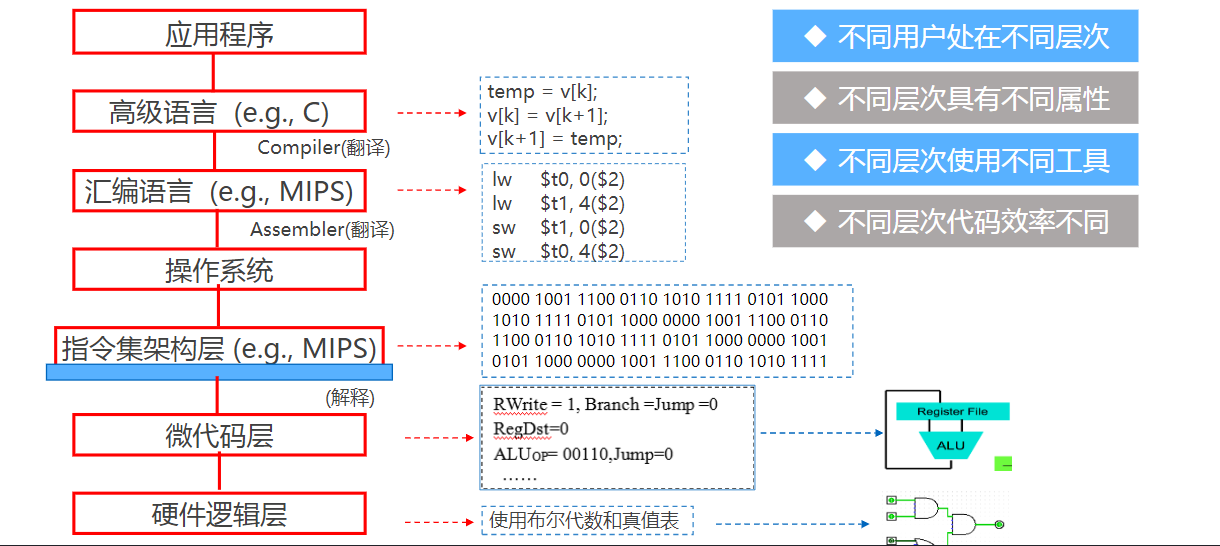 应用程序
高级语言 (e.g., C)
Compiler(翻译)
汇编语言 (e.g., MIPS)
Assembler(翻译)
操作系统
指令集架构层 (e.g., MIPS)
(解释)
微代码层
硬件逻辑层
temp = v[k];
v[k] = v[k+1];
v[k+1] = temp;
lw $t0, 0($2)
lw $t1, 4($2)
sw $t1, 0($2)
sw $t0, 4($2)
0000 1001 1100 0110 1010 1111 0101 1000
1010 1111 0101 1000 0000 1001 1100 0110
1100 0110 1010 1111 0101 1000 0000 1001
0101 1000 0000 1001 1100 0110 1010 1111
RWrite = 1, Branch =Jump =0
RegDst=0
ALUOP= 00110,Jump=0
……
使用布尔代数和真值表
◆ 不同用户处在不同层次
◆ 不同层次具有不同属性
◆ 不同层次使用不同工具
◆ 不同层次代码效率不同
Register File
ALU